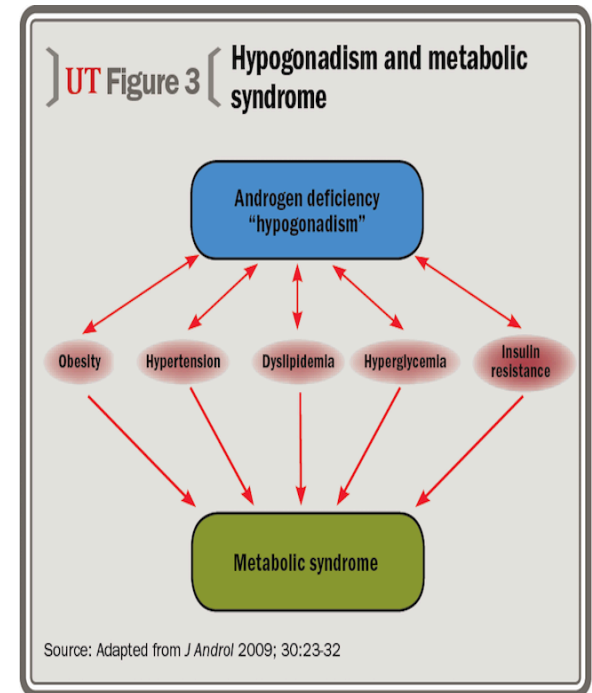 UT Figure 3
Hypogonadism and metabolic
syndrome
Androgen deficiency
“hypogonadism”
Obesity
Hypertension
Dyslipidemia
Hyperglycemia
Insulin
resistance
Metabolic syndrome
Source: Adapted from J Androl 2009; 30:23-32